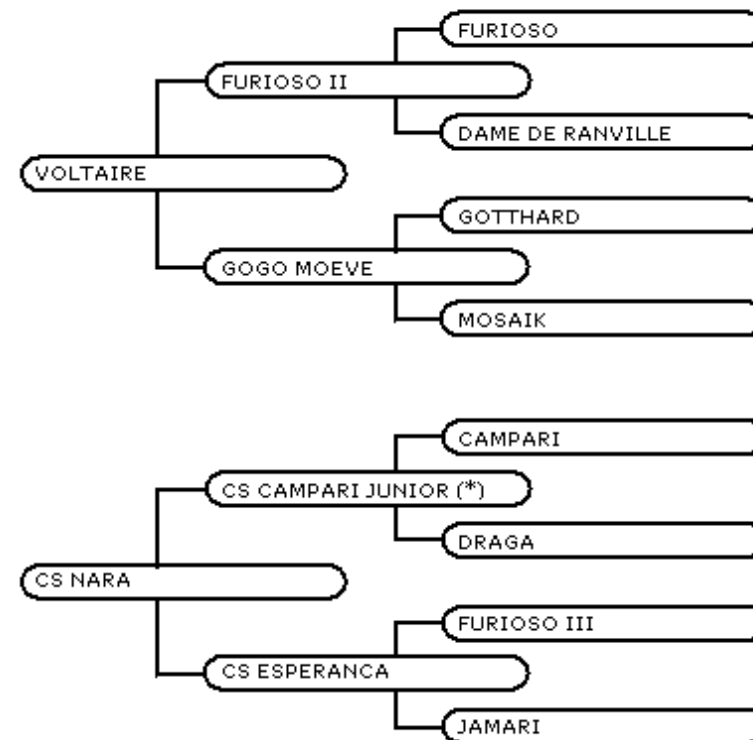 FURIOSO
FURIOSO II
DAME DE RANVILLE
VOLTAIRE
GOTTHARD
GOGO MOEVE
MOSAIK
CAMPARI
CS CAMPARI JUNIOR (*)
DRAGA
CS NARA
FURIOSO III
CS ESPERANCA
JAMARI